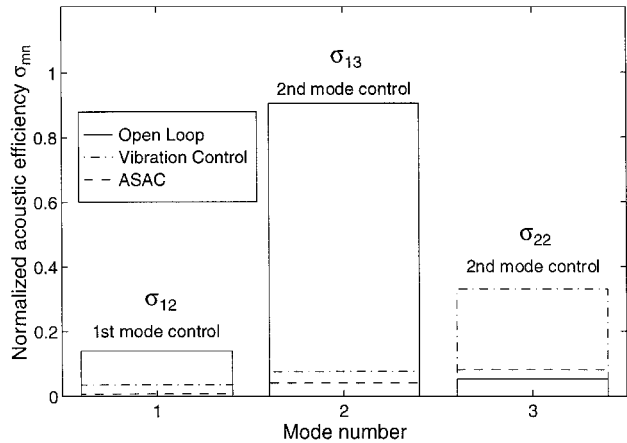 Normalized acoustic efficiency σmn
1
0.8
0.6
0.4
0.2
0
σ13
2nd mode control
Open Loop
Vibration Control
ASAC
σ22
2nd mode control
σ12
1st mode control
1
2
3
Mode number